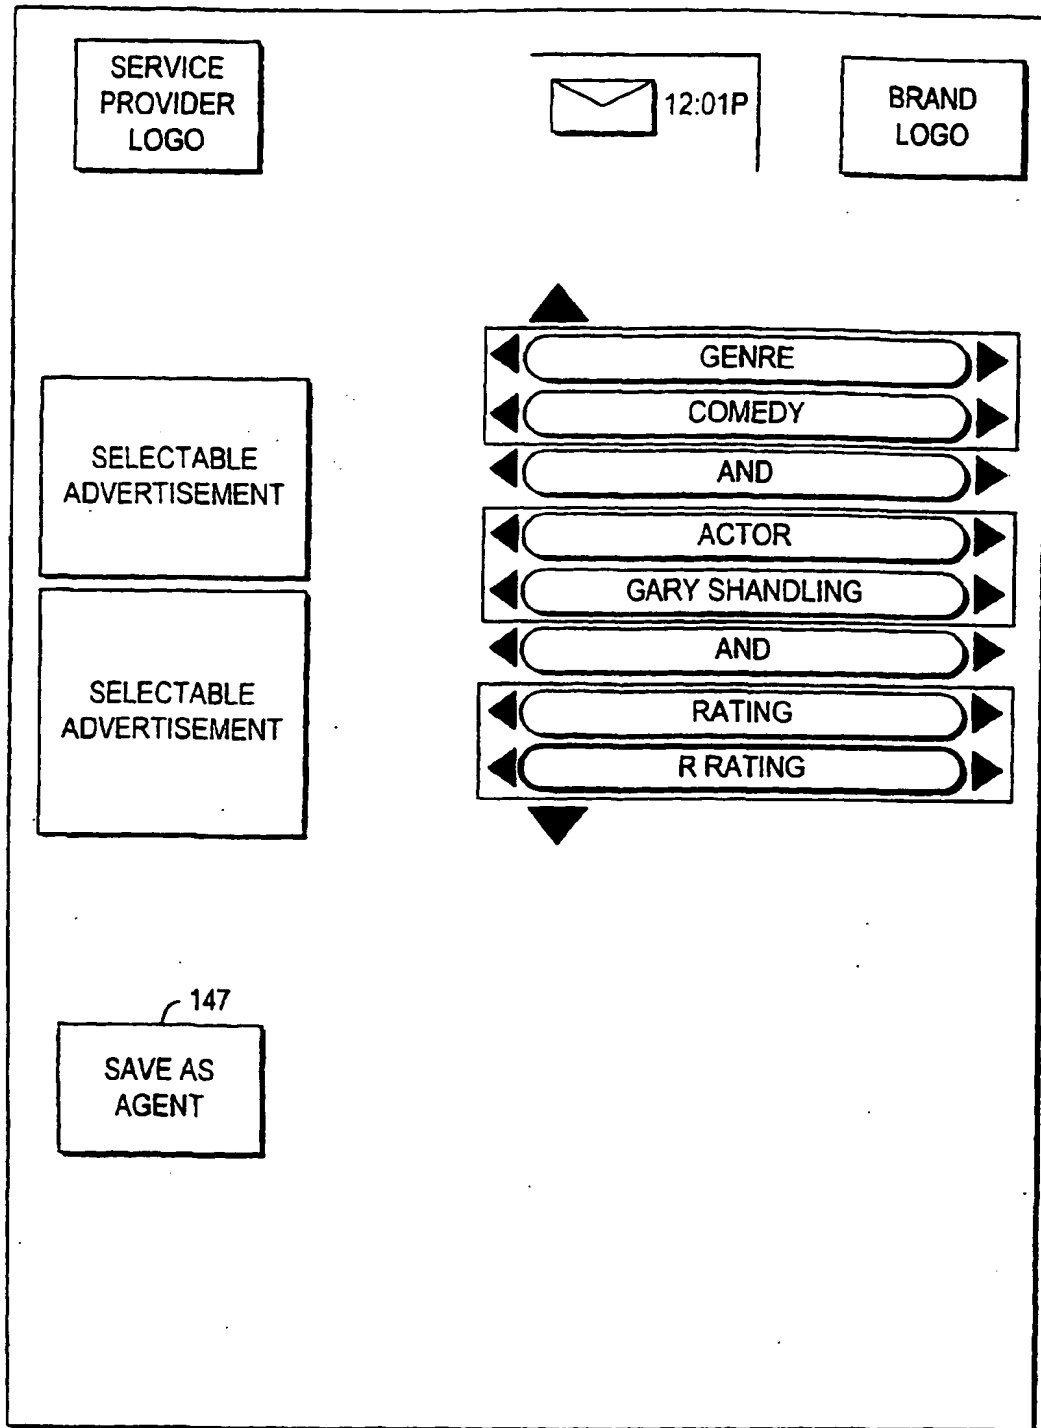 SERVICE
PROVIDER
LOGO
12:01P
BRAND
LOGO
GENRE
COMEDY
AND
ACTOR
GARY SHANDLING
AND
RATING
R RATING
SELECTABLE
ADVERTISEMENT
SELECTABLE
ADVERTISEMENT
147
SAVE AS
AGENT